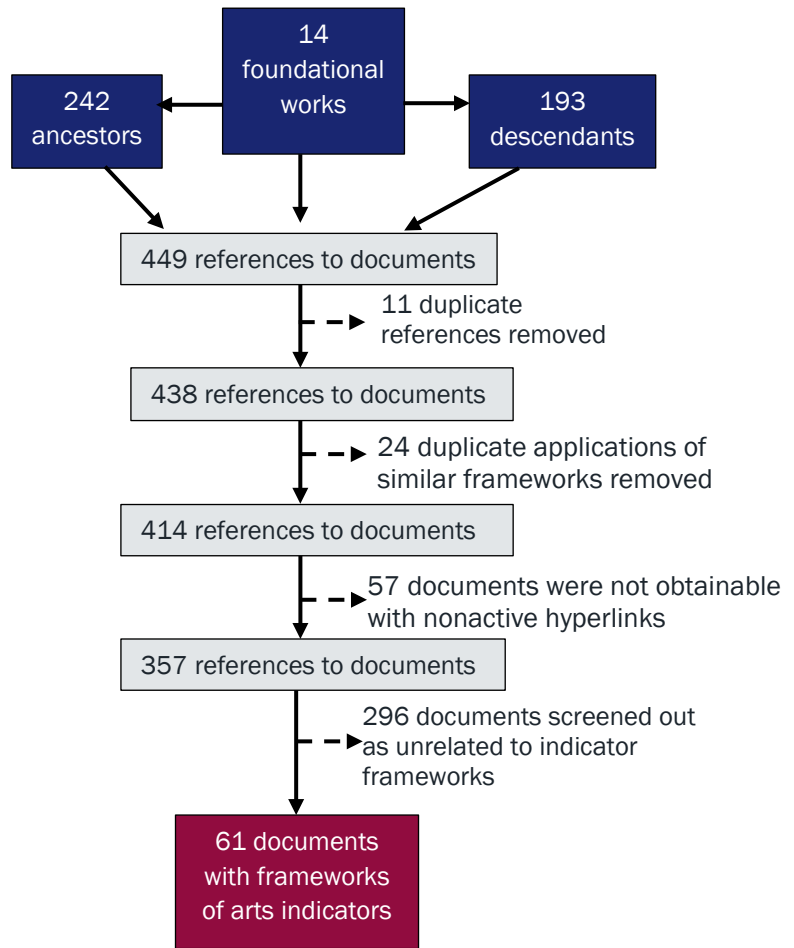 14
foundational
works
242
ancestors
193
descendants
449 references to documents
11 duplicate
references removed
438 references to documents
24 duplicate applications of
similar frameworks removed
414 references to documents
57 documents were not obtainable
with nonactive hyperlinks
357 references to documents
296 documents screened out
as unrelated to indicator
frameworks
61 documents
with frameworks
of arts indicators